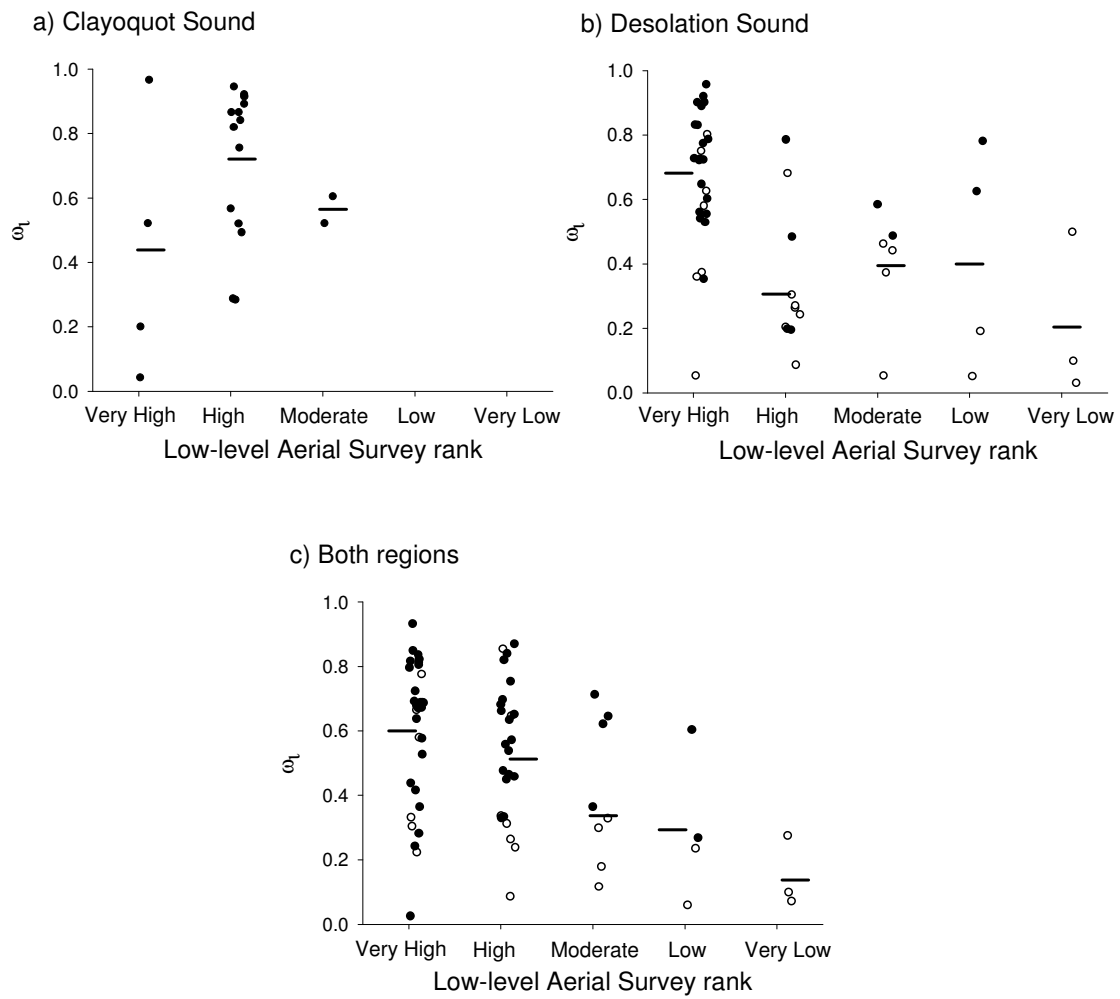 a) Clayoquot Sound
1.0
0.8
0.6
0.4
0.2
0.0
ωι
Very High High Moderate Low Very Low
Low-level Aerial Survey rank
b) Desolation Sound
1.0
0.8
0.6
0.4
0.2
0.0
ωι
Very High High Moderate Low Very Low
Low-level Aerial Survey rank
c) Both regions
1.0
0.8
0.6
0.4
0.2
0.0
ωι
Very High High Moderate Low Very Low
Low-level Aerial Survey rank